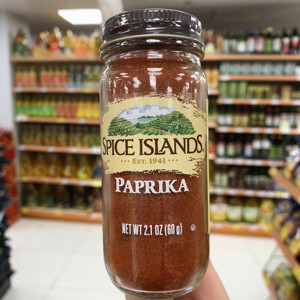 SPICE ISLANDS
EST. 1941
PAPRIKA
NET WT 2.1 OZ (60 g)